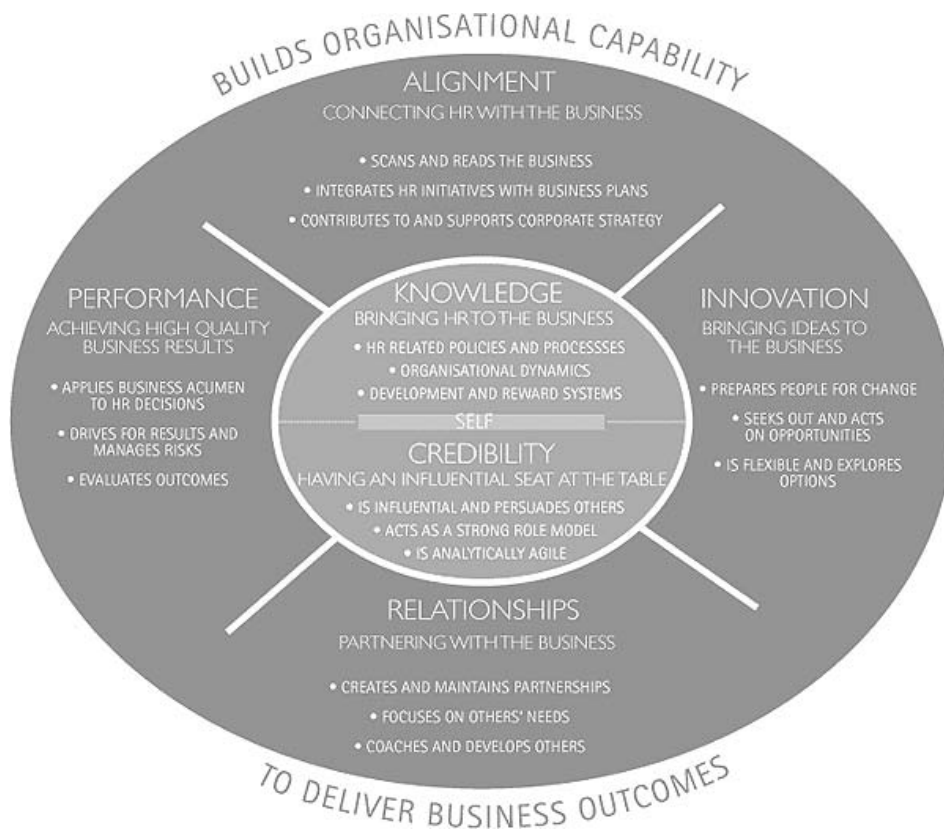 BUILDS ORGANISATIONAL CAPABILITY
ALIGNMENT
CONNECTING HR WITH THE BUSINESS
• SCANS AND READS THE BUSINESS
• INTEGRATES HR INITIATIVES WITH BUSINESS PLANS
• CONTRIBUTES TO AND SUPPORTS CORPORATE STRATEGY
PERFORMANCE
ACHIEVING HIGH QUALITY
BUSINESS RESULTS
• APPLIES BUSINESS ACUMEN
TO HR DECISIONS
• DRIVES FOR RESULTS AND
MANAGES RISKS
• EVALUATES OUTCOMES
KNOWLEDGE
BRINGING HR TO THE BUSINESS
• HR RELATED POLICIES AND PROCESSSES
• ORGANISATIONAL DYNAMICS
• DEVELOPMENT AND REWARD SYSTEMS
SELF
CREDIBILITY
HAVING AN INFLUENTIAL SEAT AT THE TABLE
• IS INFLUENTIAL AND PERSUADES OTHERS
• ACTS AS A STRONG ROLE MODEL
• IS ANALYTICALLY AGILE
INNOVATION
BRINGING IDEAS TO
THE BUSINESS
• PREPARES PEOPLE FOR CHANGE
• SEEKS OUT AND ACTS
ON OPPORTUNITIES
• IS FLEXIBLE AND EXPLORES
OPTIONS
RELATIONSHIPS
PARTNERING WITH THE BUSINESS
• CREATES AND MAINTAINS PARTNERSHIPS
• FOCUSES ON OTHERS' NEEDS
• COACHES AND DEVELOPS OTHERS
TO DELIVER BUSINESS OUTCOMES